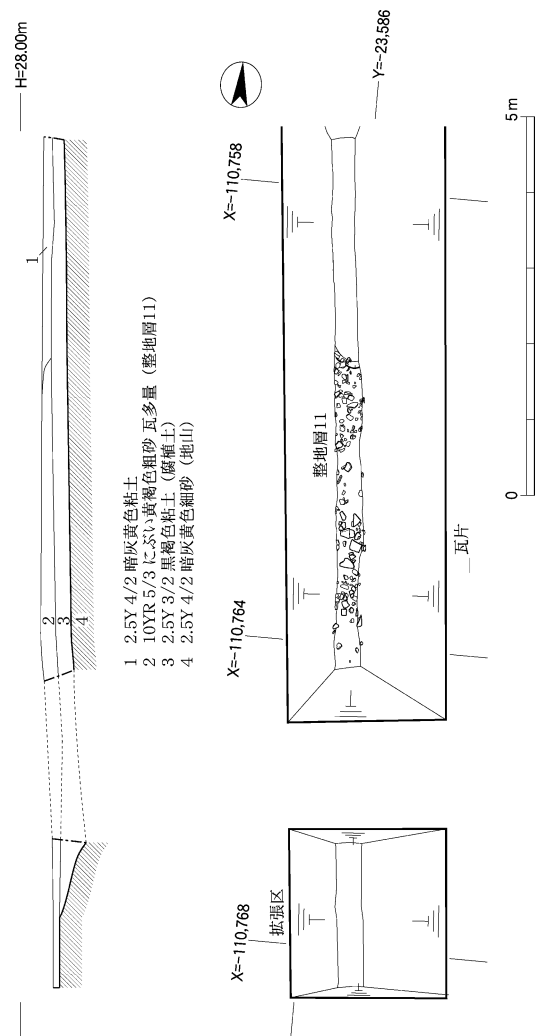 H=28.00m
1
2
3
4
1 2.5Y 4/2 暗灰黄色粘土
2 10YR 5/3 にぶい黄褐色粗砂 瓦多量（整地層11）
3 2.5Y 3/2 黒褐色粘土（腐植土）
4 2.5Y 4/2 暗灰黄色細砂（地山）
Y=-23,586
X=-110,758
X=-110,764
X=-110,768
整地層11
瓦片
拡張区
0
5m